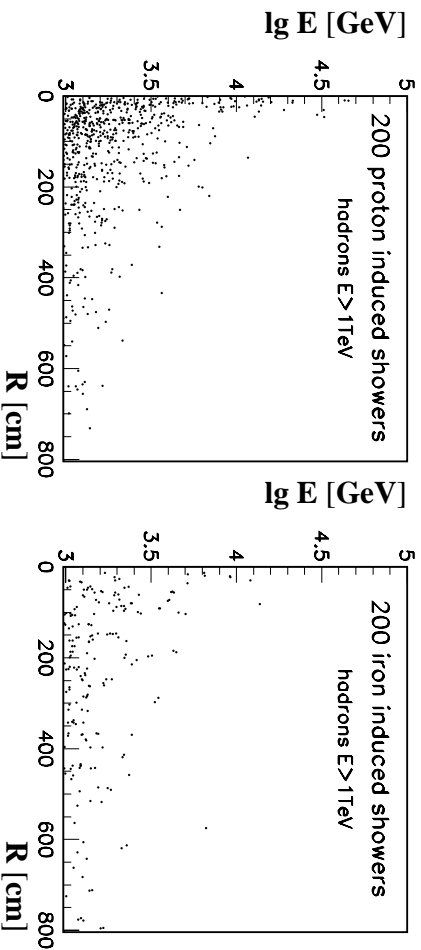 lg E [GeV]
5
4.5
4
3.5
3
200 proton induced showers
hadrons E>1TeV
0
200
400
600
800
R [cm]
lg E [GeV]
5
4.5
4
3.5
3
200 iron induced showers
hadrons E>1TeV
0
200
400
600
800
R [cm]